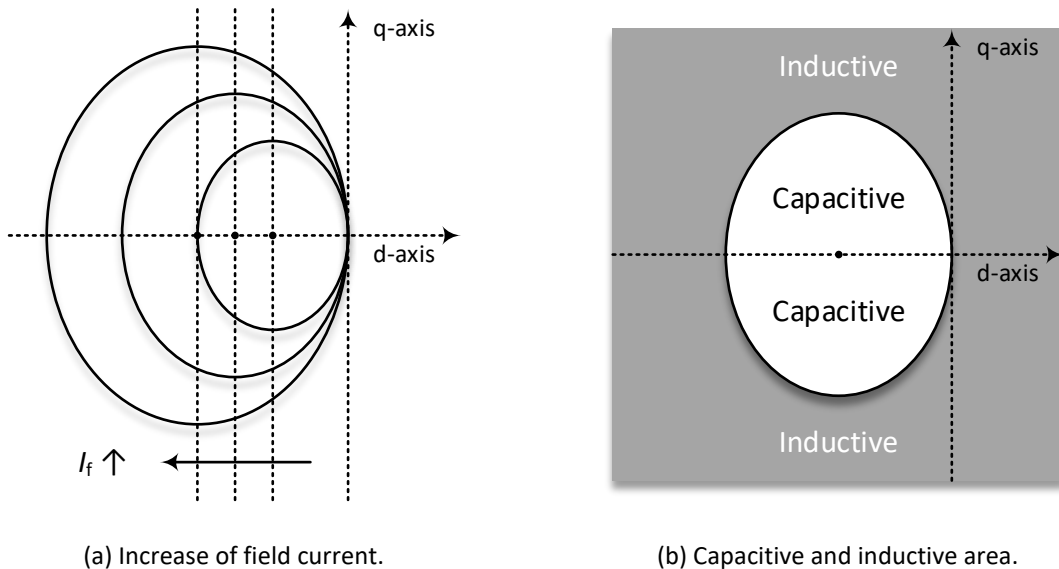 q-axis
d-axis
If ↑
(a) Increase of field current.
Inductive
q-axis
Capacitive
d-axis
Capacitive
Inductive
(b) Capacitive and inductive area.